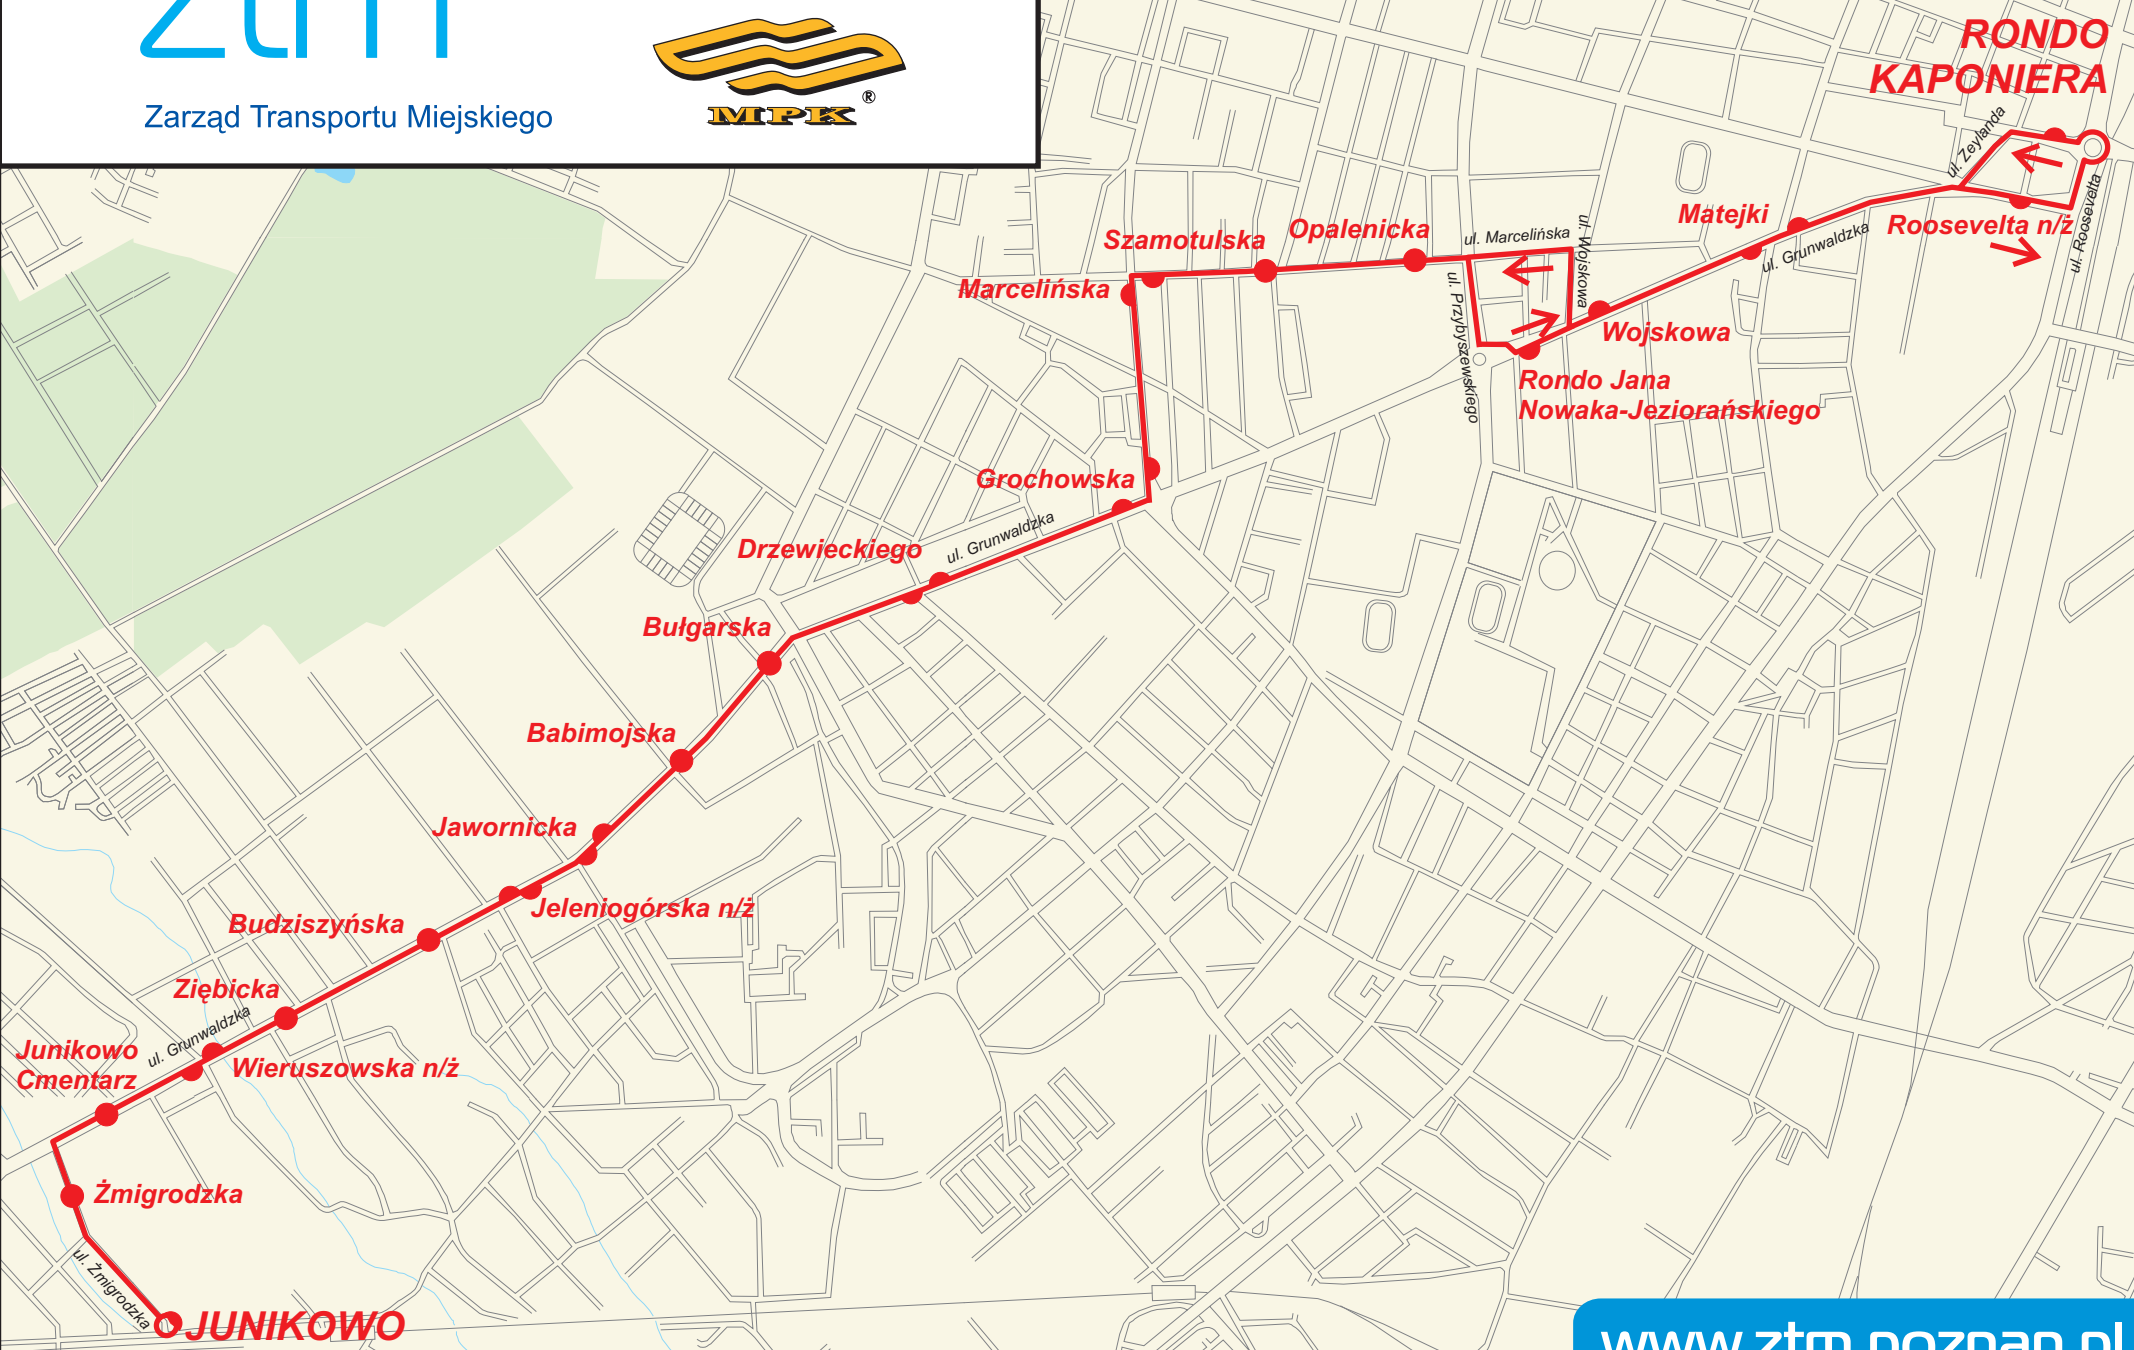 ztm
Zarząd Transportu Miejskiego
MPK ®
RONDO
KAPONIERA
ul. Zeylanda
ul. Roosevelta
Roosevelta n/ż
Matejki
ul. Grunwaldzka
Opalenicka
ul. Marcelińska
ul. Wojskowa
Szamotulska
Marcelińska
ul. Przybyszewskiego
Wojskowa
Rondo Jana
Nowaka-Jeziorańskiego
Grochowska
ul. Grunwaldzka
Drzewieckiego
Bułgarska
Babimojska
Jawornicka
Jeleniogórska n/ż
Budziszyńska
Ziębicka
ul. Grunwaldzka
Junikowo
Cmentarz
Wieruszowska n/ż
Żmigrodzka
ul. Żmigrodzka
JUNIKOWO
www.ztm.poznan.pl